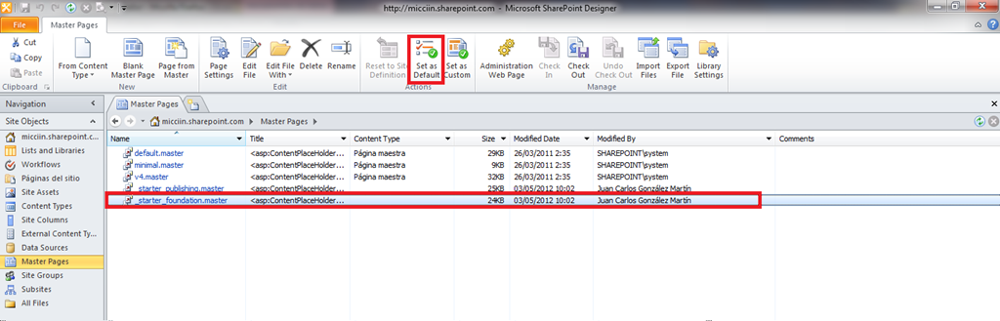 http://micciin.sharepoint.com - Microsoft SharePoint Designer
File Master Pages
Cut
Copy
Paste
Clipboard
From Content Type
Blank Master Page
Page from Master
New
Page Settings
Edit File
Edit File With
Delete
Rename
Edit
Reset to Site Definition
Set as Default
Set as Custom
Actions
Administration Web Page
Check In
Check Out
Undo Check Out
Import Files
Export File
Library Settings
Manage
Navigation
Site Objects
micciin.sharepoint.c...
Lists and Libraries
Workflows
Páginas del sitio
Site Assets
Content Types
Site Columns
External Content Ty...
Data Sources
Master Pages
Site Groups
Subsites
All Files
Master Pages
micciin.sharepoint.com Master Pages
Name Title Content Type Size Modified Date Modified By Comments
default.master <asp:ContentPlaceHolder... Página maestra 29KB 26/03/2011 2:35 SHAREPOINT\system
minimal.master <asp:ContentPlaceHolder... Página maestra 9KB 26/03/2011 2:35 SHAREPOINT\system
v4.master <asp:ContentPlaceHolder... Página maestra 32KB 26/03/2011 2:35 SHAREPOINT\system
_starter_publishing.master <asp:ContentPlaceHolder... 25KB 03/05/2012 10:02 Juan Carlos González Martín
_starter_foundation.master <asp:ContentPlaceHolder... 24KB 03/05/2012 10:02 Juan Carlos González Martín